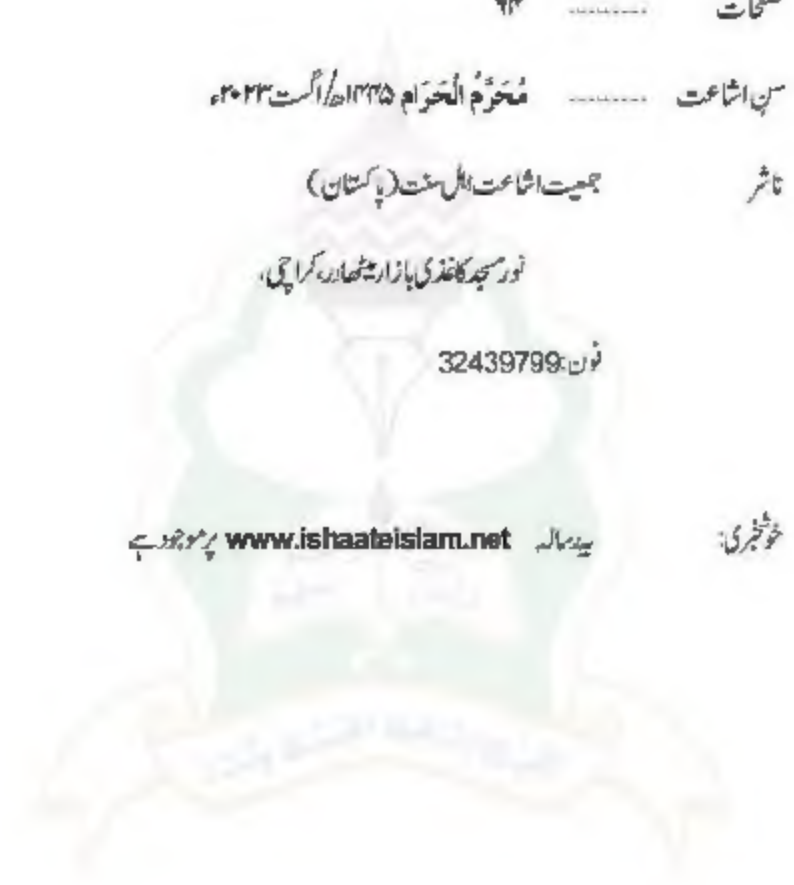 صفحات ......... ۹۲
سن اشاعت ......... مُحَرَّمُ الْحَرَام ۱۴۴۵ھ/اگست ۲۰۲۳ء
ناشر جمعیت اشاعت اہل سنت (پاکستان)
نور مسجد کاغذی بازار میٹھادر، کراچی،
فون: 32439799
خوشخبری: یہ رسالہ www.ishaateislam.net پر موجود ہے